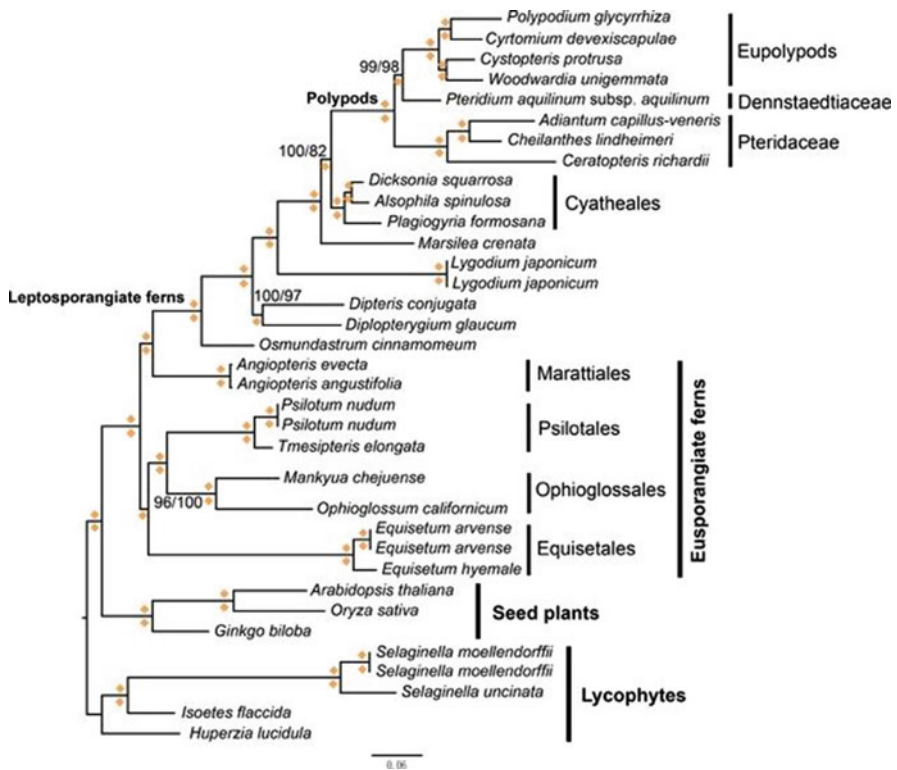 Polypodium glycyrrhiza
Cyrtomium devexiscapulae
Cystopteris protrusa
Woodwardia unigemmata
Eupolypods
99/98
Polypods
Pteridium aquilinum subsp. aquilinum
Dennstaedtiaceae
Adiantum capillus-veneris
Cheilanthes lindheimeri
Ceratopteris richardii
Pteridaceae
100/82
Dicksonia squarrosa
Alsophila spinulosa
Plagiogyria formosana
Cyatheales
Marsilea crenata
Lygodium japonicum
Lygodium japonicum
Leptosporangiate ferns
100/97
Dipteris conjugata
Diplopterygium glaucum
Osmundastrum cinnamomeum
Angiopteris evecta
Angiopteris angustifolia
Marattiales
Psilotum nudum
Psilotum nudum
Tmesipteris elongata
Psilotales
Eusporangiate ferns
Mankyua chejuense
96/100
Ophioglossum californicum
Ophioglossales
Equisetum arvense
Equisetum arvense
Equisetum hyemale
Equisetales
Arabidopsis thaliana
Oryza sativa
Ginkgo biloba
Seed plants
Selaginella moellendorffii
Selaginella moellendorffii
Selaginella uncinata
Isoetes flaccida
Huperzia lucidula
Lycophytes
0.06